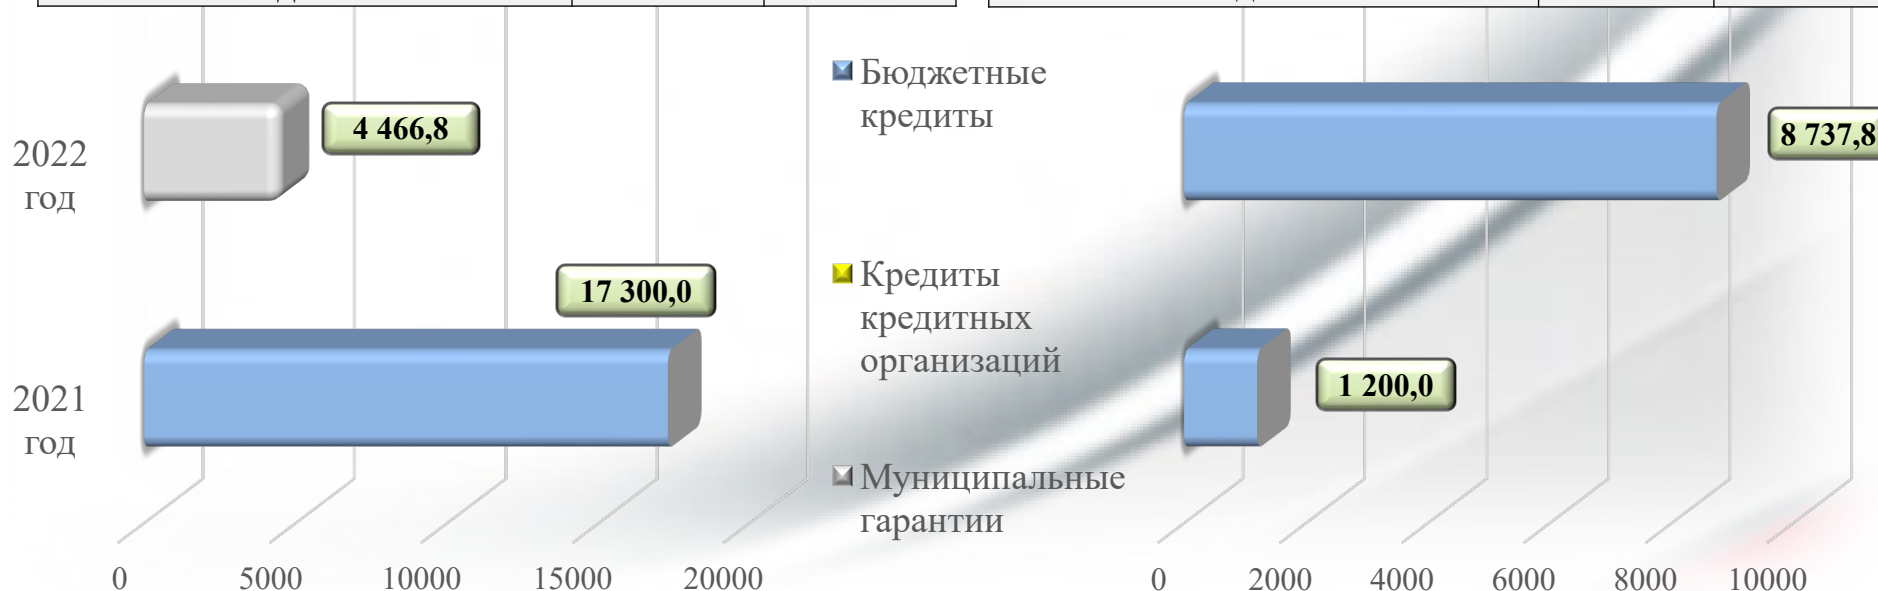 2022
год
4 466,8
17 300,0
2021
год
0
5000
10000
15000
20000
Бюджетные
кредиты
Кредиты
кредитных
организаций
Муниципальные
гарантии
8 737,8
1 200,0
0
2000
4000
6000
8000
10000